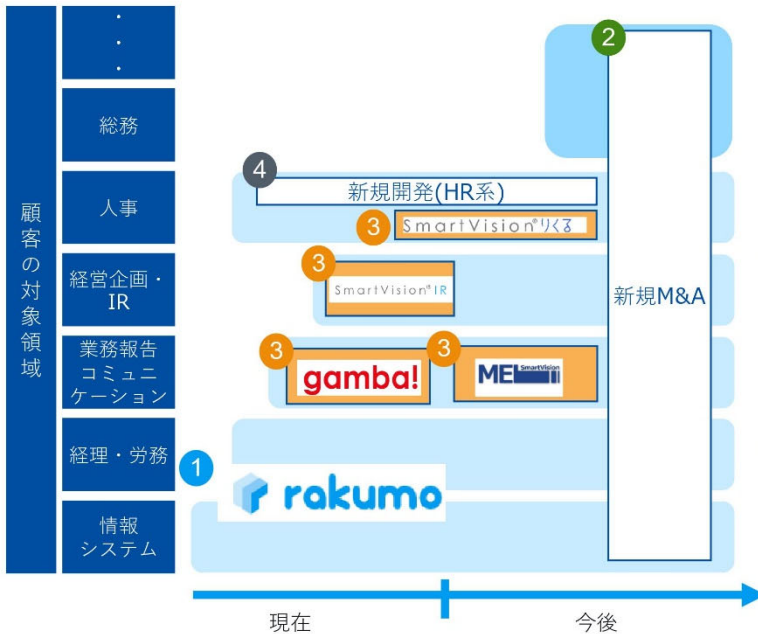 顧客の対象領域
・
・
・
総務
人事
経営企画・
IR
業務報告
コミュニ
ケーション
経理・労務
情報
システム
2
4
新規開発(HR系)
3
SmartVision®りくる
3
SmartVision®IR
新規M&A
3
gamba!
3
MEL SmartVision
1
rakumo
現在
今後